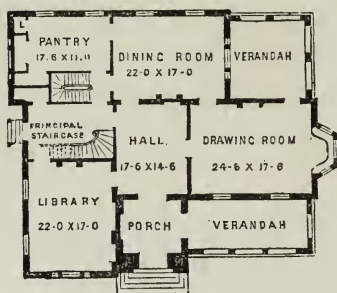 L
PANTRY
17.6 X 11.0
DINING ROOM
22-0 X 17-0
VERANDAH
PRINCIPAL
STAIRCASE
HALL.
17-6 X 14-6
DRAWING ROOM
24-6 X 17-6
LIBRARY
22-0 X 17-0
PORCH
VERANDAH